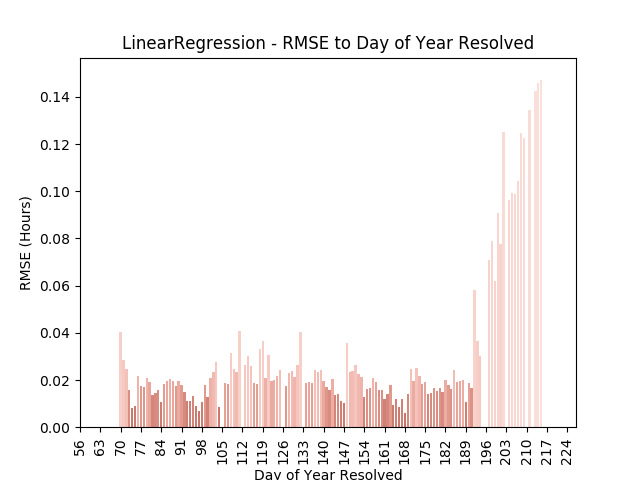 LinearRegression - RMSE to Day of Year Resolved
0.14
0.12
0.10
0.08
0.06
0.04
0.02
0.00
RMSE (Hours)
56 63 70 77 84 91 98 105 112 119 126 133 140 147 154 161 168 175 182 189 196 203 210 217 224
Day of Year Resolved